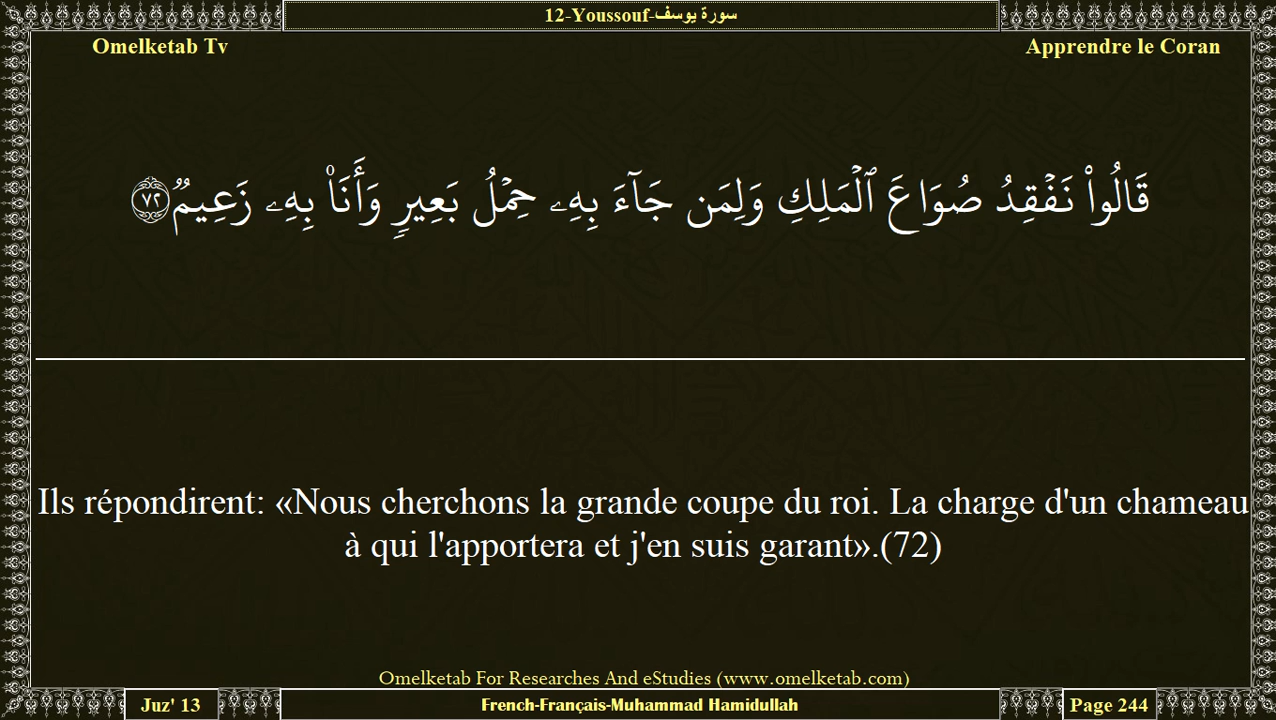 12-Youssouf-سورة يوسف
Omelketab Tv
Apprendre le Coran
قَالُواْ نَفۡقِدُ صُوَاعَ ٱلۡمَلِكِ وَلِمَن جَآءَ بِهِۦ حِمۡلُ بَعِيرٖ وَأَنَا۠ بِهِۦ زَعِيمٞ ٧٢
Ils répondirent: «Nous cherchons la grande coupe du roi. La charge d'un chameau
à qui l'apportera et j'en suis garant».(72)
Omelketab For Researches And eStudies (www.omelketab.com)
Juz' 13
French-Français-Muhammad Hamidullah
Page 244